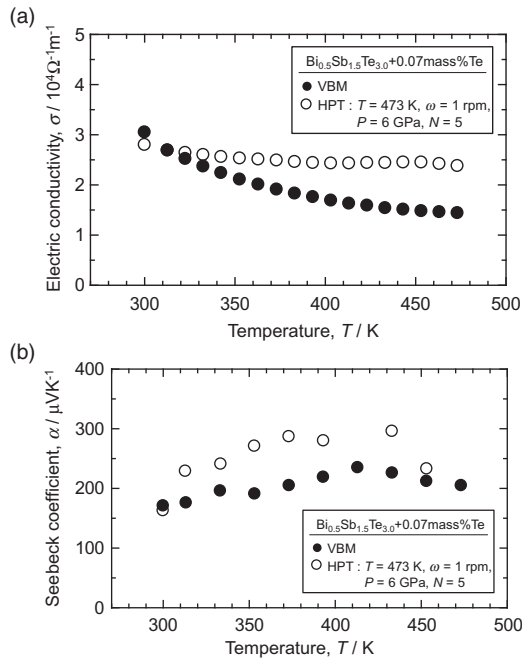 (a)
5
4
3
2
1
0
Electric conductivity, σ / 10⁴Ω⁻¹m⁻¹
Bi₀.₅Sb₁.₅Te₃.₀+0.07mass%Te
VBM
HPT : T = 473 K, ω = 1 rpm,
P = 6 GPa, N = 5
300 350 400 450 500
Temperature, T / K
(b)
400
300
200
100
0
Seebeck coefficient, α / μVK⁻¹
Bi₀.₅Sb₁.₅Te₃.₀+0.07mass%Te
VBM
HPT : T = 473 K, ω = 1 rpm,
P = 6 GPa, N = 5
300 350 400 450 500
Temperature, T / K